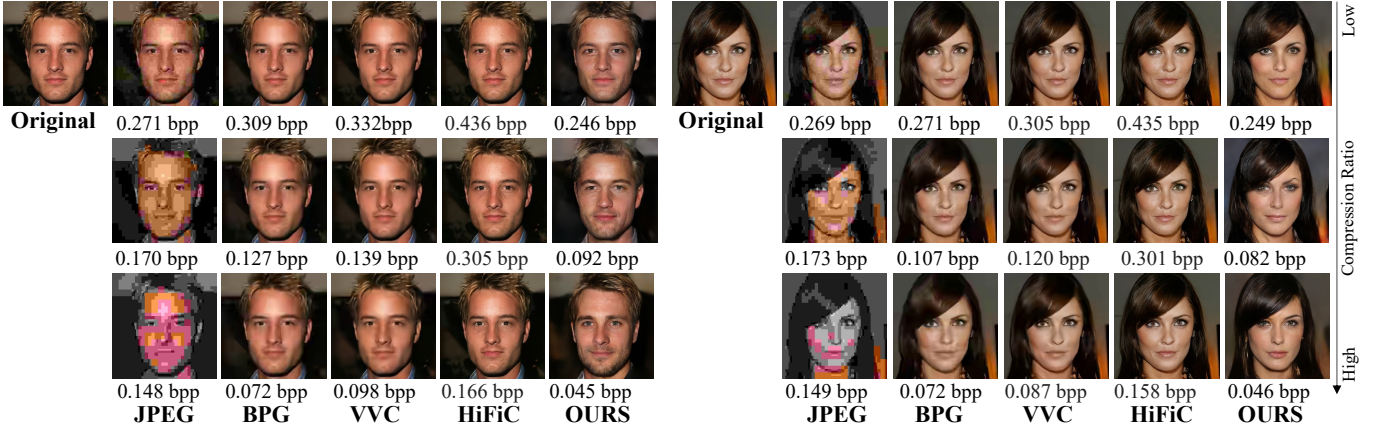 Original 0.271 bpp 0.309 bpp 0.332bpp 0.436 bpp 0.246 bpp
0.170 bpp 0.127 bpp 0.139 bpp 0.305 bpp 0.092 bpp
0.148 bpp 0.072 bpp 0.098 bpp 0.166 bpp 0.045 bpp
JPEG BPG VVC HiFiC OURS
Original 0.269 bpp 0.271 bpp 0.305 bpp 0.435 bpp 0.249 bpp
0.173 bpp 0.107 bpp 0.120 bpp 0.301 bpp 0.082 bpp
0.149 bpp 0.072 bpp 0.087 bpp 0.158 bpp 0.046 bpp
JPEG BPG VVC HiFiC OURS
Low
Compression Ratio
High